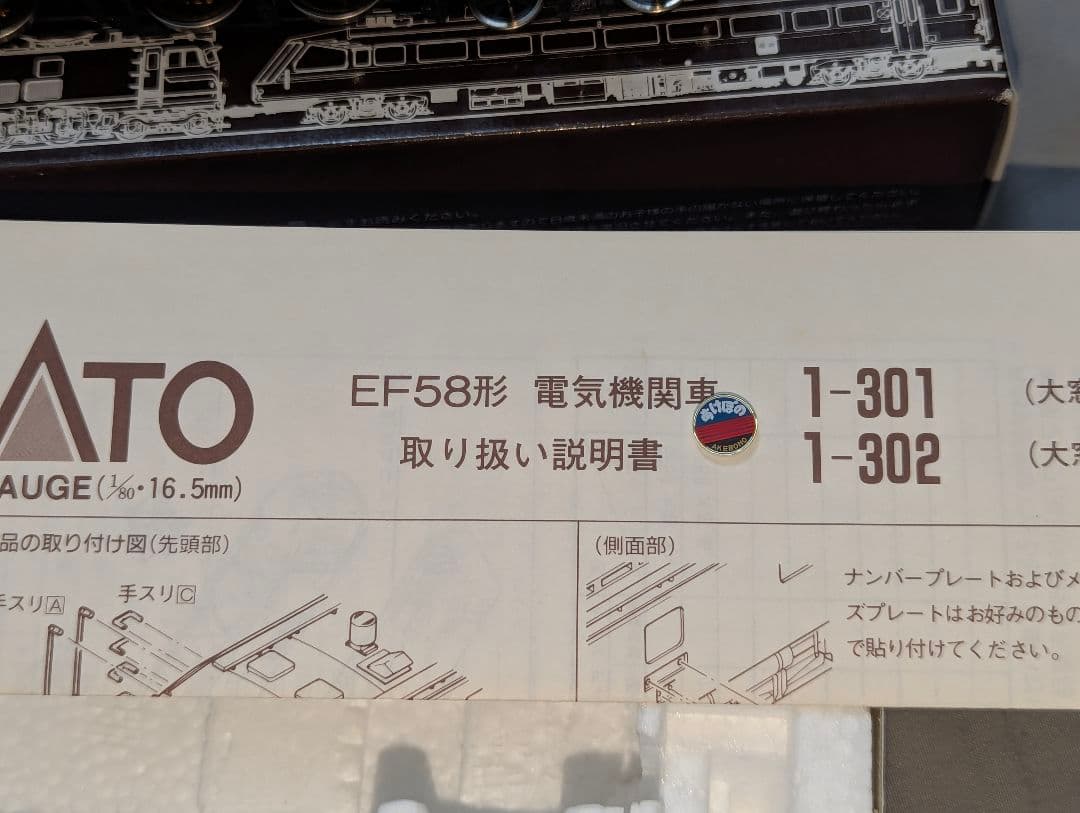 ATO
AUGE(1/80・16.5mm)
EF58形 電気機関車
取り扱い説明書
1-301
1-302
(大窓
(大窓
あけぼの
AKEBONO
品の取り付け図(先頭部)
手スリA
手スリC
(側面部)
ナンバープレートおよびメ
ズプレートはお好みのもの
で貼り付けてください。